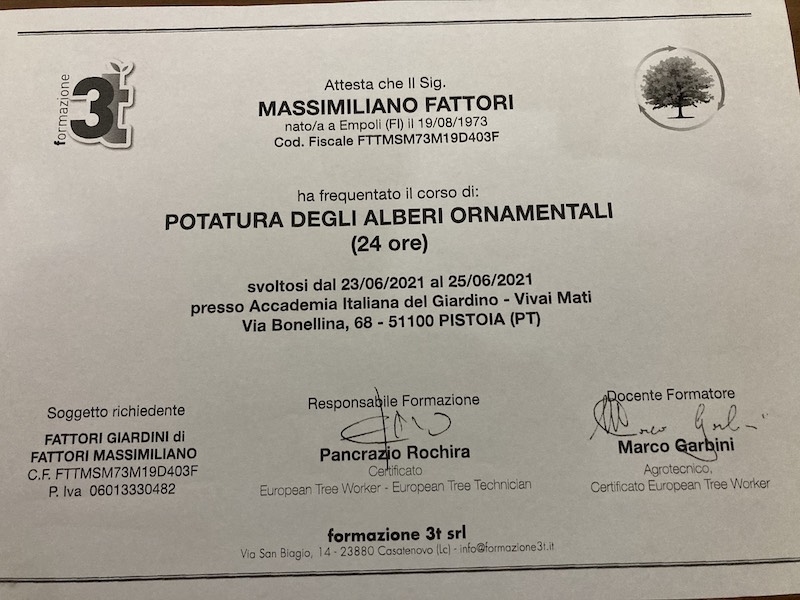 formazione
3t
Attesta che Il Sig.
MASSIMILIANO FATTORI
nato/a a Empoli (FI) il 19/08/1973
Cod. Fiscale FTTMSM73M19D403F
ha frequentato il corso di:
POTATURA DEGLI ALBERI ORNAMENTALI
(24 ore)
svoltosi dal 23/06/2021 al 25/06/2021
presso Accademia Italiana del Giardino - Vivai Mati
Via Bonellina, 68 - 51100 PISTOIA (PT)
Soggetto richiedente
FATTORI GIARDINI di
FATTORI MASSIMILIANO
C.F. FTTMSM73M19D403F
P. Iva 06013330482
Responsabile Formazione
Pancrazio Rochira
Certificato
European Tree Worker - European Tree Technician
Docente Formatore
Marco Garbini
Marco Garbini
Agrotecnico,
Certificato European Tree Worker
formazione 3t srl
Via San Biagio, 14 - 23880 Casatenovo (Lc) - info@formazione3t.it